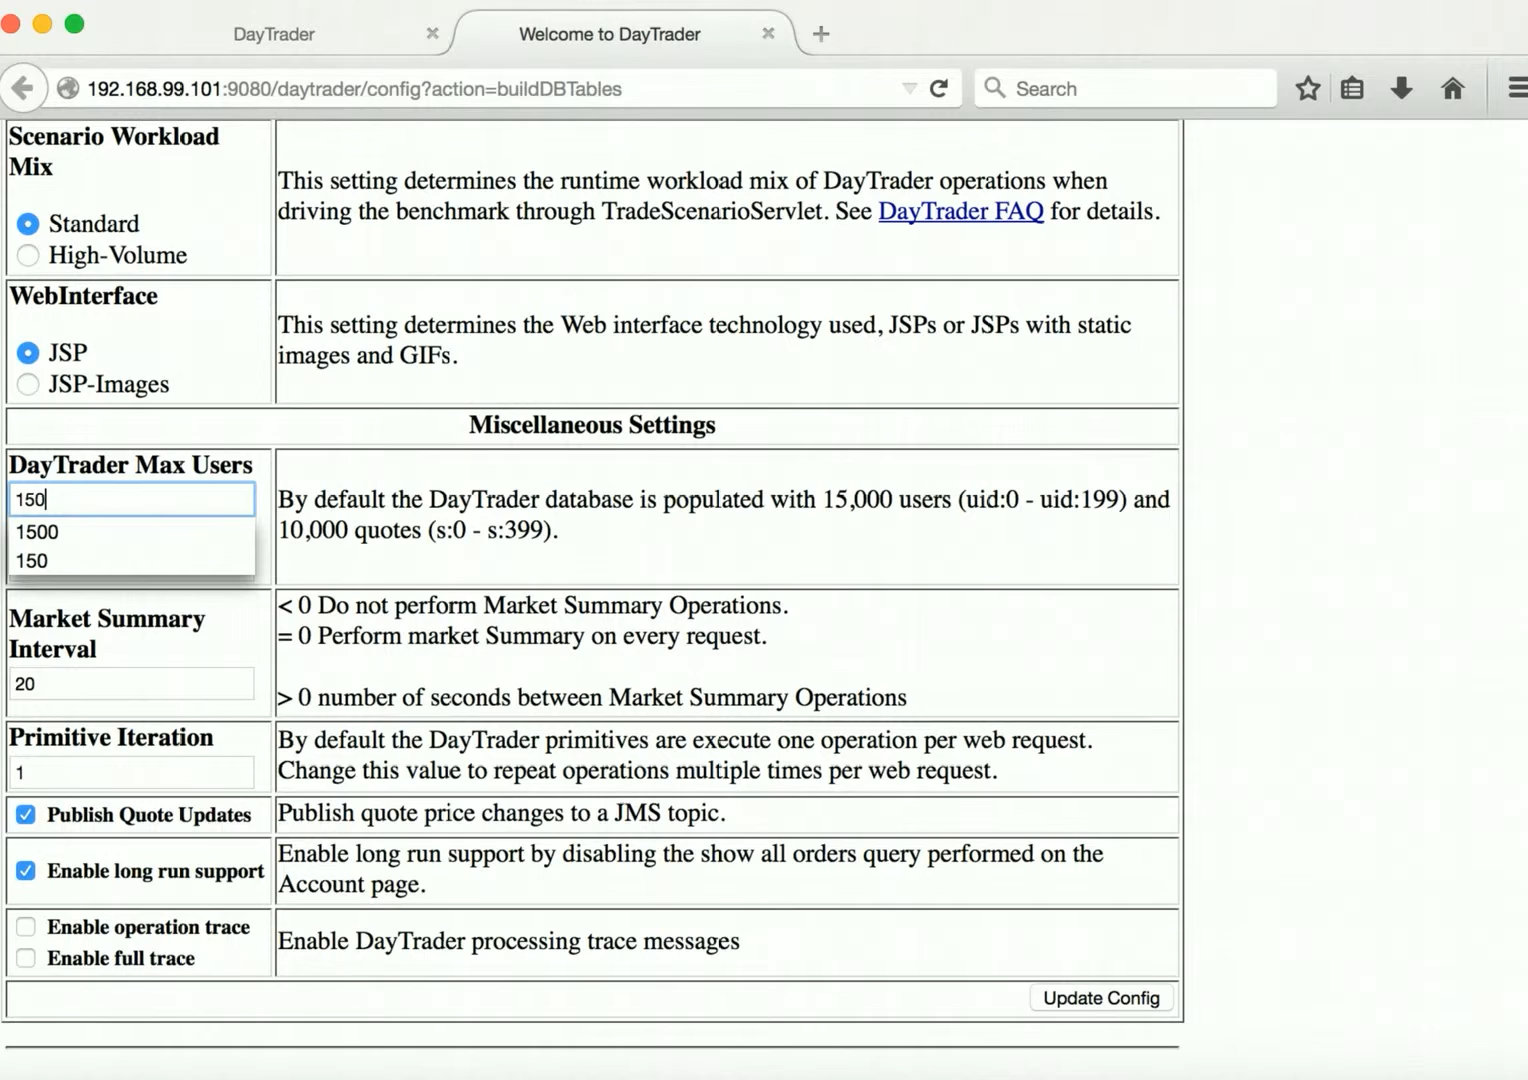 DayTrader
Welcome to DayTrader
192.168.99.101:9080/daytrader/config?action=buildDBTables
Search
Scenario Workload
Mix
Standard
High-Volume
This setting determines the runtime workload mix of DayTrader operations when
driving the benchmark through TradeScenarioServlet. See DayTrader FAQ for details.
WebInterface
JSP
JSP-Images
This setting determines the Web interface technology used, JSPs or JSPs with static
images and GIFs.
Miscellaneous Settings
DayTrader Max Users
150
1500
150
By default the DayTrader database is populated with 15,000 users (uid:0 - uid:199) and
10,000 quotes (s:0 - s:399).
Market Summary
Interval
20
< 0 Do not perform Market Summary Operations.
= 0 Perform market Summary on every request.
> 0 number of seconds between Market Summary Operations
Primitive Iteration
1
By default the DayTrader primitives are execute one operation per web request.
Change this value to repeat operations multiple times per web request.
Publish Quote Updates
Publish quote price changes to a JMS topic.
Enable long run support
Enable long run support by disabling the show all orders query performed on the
Account page.
Enable operation trace
Enable full trace
Enable DayTrader processing trace messages
Update Config